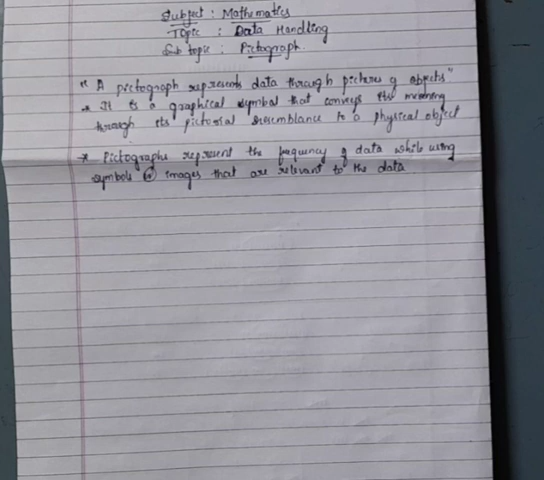 Subject : Mathematics
Topic : Data Handling
Sub topic : Pictograph.
" A pictograph represents data through pictures of objects "
* It is a graphical symbol that conveys its meaning
through its pictorial resemblance to a physical object
* Pictographs represent the frequency of data while using
symbols or images that are relevant to the data